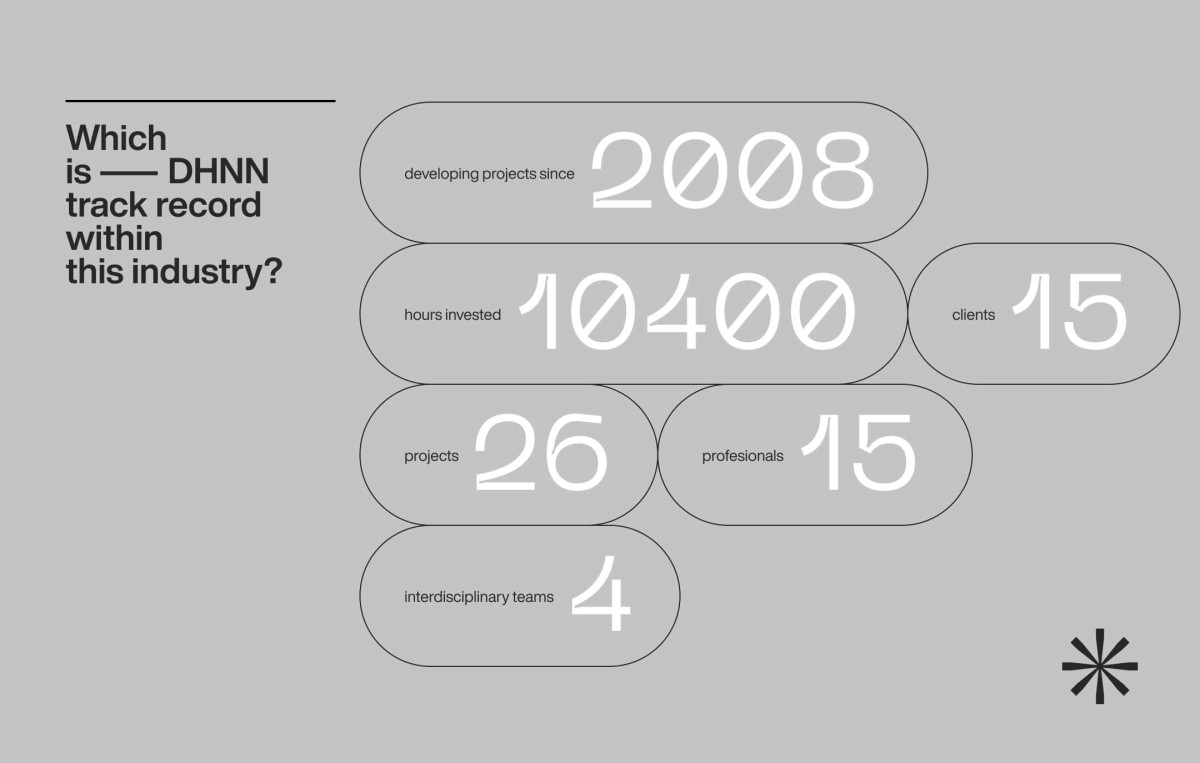 Which
is — DHNN
track record
within
this industry?
developing projects since 2008
hours invested 10400
clients 15
projects 26
profesionals 15
interdisciplinary teams 4